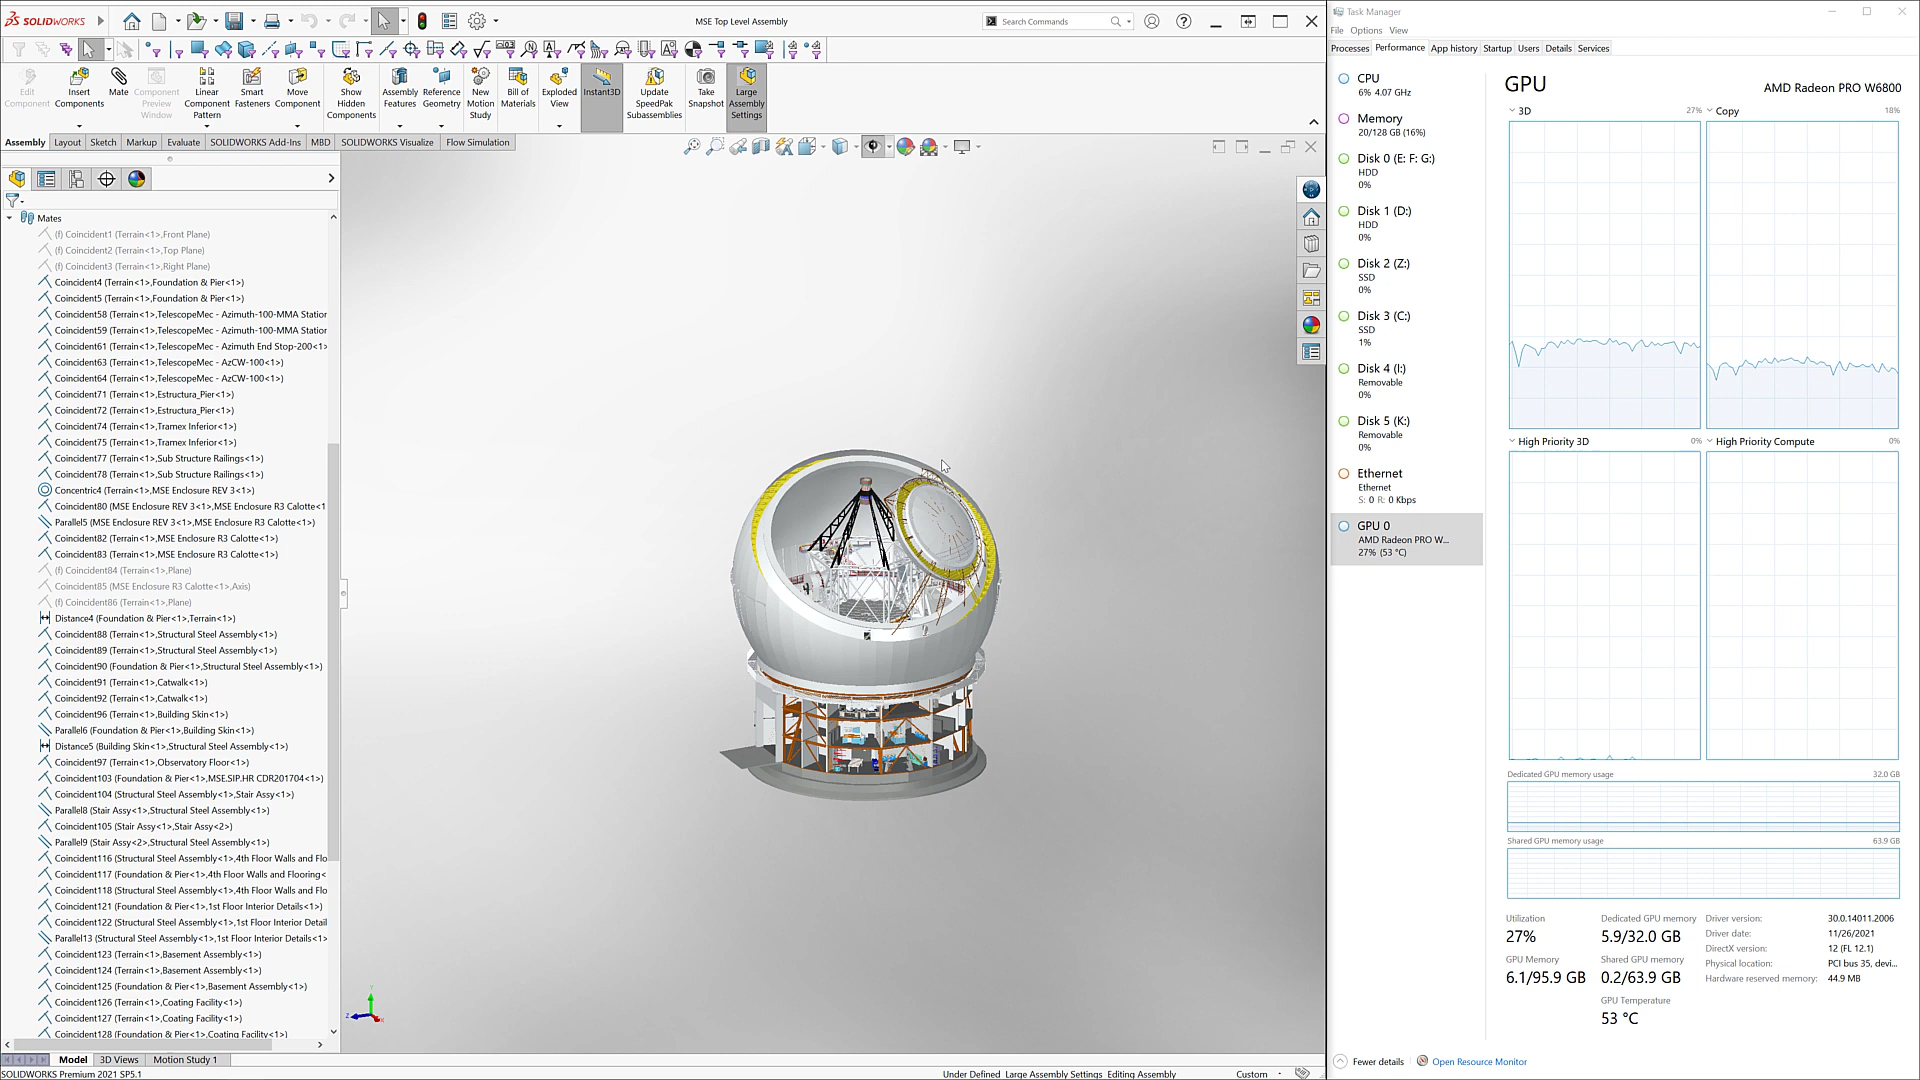 SOLIDWORKS
MSE Top Level Assembly
Search Commands
Edit Component
Insert Components
Mate
Component Preview Window
Linear Component Pattern
Smart Fasteners
Move Component
Show Hidden Components
Assembly Features
Reference Geometry
New Motion Study
Bill of Materials
Exploded View
Instant3D
Update SpeedPak Subassemblies
Take Snapshot
Large Assembly Settings
Assembly Layout Sketch Markup Evaluate SOLIDWORKS Add-Ins MBD SOLIDWORKS Visualize Flow Simulation
Mates
(f) Coincident1 (Terrain<1>,Front Plane)
(f) Coincident2 (Terrain<1>,Top Plane)
(f) Coincident3 (Terrain<1>,Right Plane)
Coincident4 (Terrain<1>,Foundation & Pier<1>)
Coincident5 (Terrain<1>,Foundation & Pier<1>)
Coincident58 (Terrain<1>,TelescopeMec - Azimuth-100-MMA Station
Coincident59 (Terrain<1>,TelescopeMec - Azimuth-100-MMA Station
Coincident61 (Terrain<1>,TelescopeMec - Azimuth End Stop-200<1>
Coincident63 (Terrain<1>,TelescopeMec - AzCW-100<1>)
Coincident64 (Terrain<1>,TelescopeMec - AzCW-100<1>)
Coincident71 (Terrain<1>,Estructura_Pier<1>)
Coincident72 (Terrain<1>,Estructura_Pier<1>)
Coincident74 (Terrain<1>,Tramex Inferior<1>)
Coincident75 (Terrain<1>,Tramex Inferior<1>)
Coincident77 (Terrain<1>,Sub Structure Railings<1>)
Coincident78 (Terrain<1>,Sub Structure Railings<1>)
Concentric4 (Terrain<1>,MSE Enclosure REV 3<1>)
Coincident80 (MSE Enclosure REV 3<1>,MSE Enclosure R3 Calotte<1
Parallel5 (MSE Enclosure REV 3<1>,MSE Enclosure R3 Calotte<1>)
Coincident82 (Terrain<1>,MSE Enclosure R3 Calotte<1>)
Coincident83 (Terrain<1>,MSE Enclosure R3 Calotte<1>)
(f) Coincident84 (Terrain<1>,Plane)
Coincident85 (MSE Enclosure R3 Calotte<1>,Axis)
(f) Coincident86 (Terrain<1>,Plane)
Distance4 (Foundation & Pier<1>,Terrain<1>)
Coincident88 (Terrain<1>,Structural Steel Assembly<1>)
Coincident89 (Terrain<1>,Structural Steel Assembly<1>)
Coincident90 (Foundation & Pier<1>,Structural Steel Assembly<1>)
Coincident91 (Terrain<1>,Catwalk<1>)
Coincident92 (Terrain<1>,Catwalk<1>)
Coincident96 (Terrain<1>,Building Skin<1>)
Parallel6 (Foundation & Pier<1>,Building Skin<1>)
Distance5 (Building Skin<1>,Structural Steel Assembly<1>)
Coincident97 (Terrain<1>,Observatory Floor<1>)
Coincident103 (Foundation & Pier<1>,MSE.SIP.HR CDR201704<1>)
Coincident104 (Structural Steel Assembly<1>,Stair Assy<1>)
Parallel8 (Stair Assy<1>,Structural Steel Assembly<1>)
Coincident105 (Stair Assy<1>,Stair Assy<2>)
Parallel9 (Stair Assy<2>,Structural Steel Assembly<1>)
Coincident116 (Structural Steel Assembly<1>,4th Floor Walls and Flo
Coincident117 (Foundation & Pier<1>,4th Floor Walls and Flooring<
Coincident118 (Structural Steel Assembly<1>,4th Floor Walls and Flo
Coincident121 (Foundation & Pier<1>,1st Floor Interior Details<1>)
Coincident122 (Structural Steel Assembly<1>,1st Floor Interior Detail
Parallel13 (Structural Steel Assembly<1>,1st Floor Interior Details<1>
Coincident123 (Terrain<1>,Basement Assembly<1>)
Coincident124 (Terrain<1>,Basement Assembly<1>)
Coincident125 (Foundation & Pier<1>,Basement Assembly<1>)
Coincident126 (Terrain<1>,Coating Facility<1>)
Coincident127 (Terrain<1>,Coating Facility<1>)
Coincident128 (Foundation & Pier<1>,Coating Facility<1>)
Model 3D Views Motion Study 1
SOLIDWORKS Premium 2021 SP5.1
Under Defined Large Assembly Settings Editing Assembly Custom
Task Manager
File Options View
Processes Performance App history Startup Users Details Services
CPU
6% 4.07 GHz
Memory
20/128 GB (16%)
Disk 0 (E: F: G:)
HDD
0%
Disk 1 (D:)
HDD
0%
Disk 2 (Z:)
SSD
0%
Disk 3 (C:)
SSD
1%
Disk 4 (I:)
Removable
0%
Disk 5 (K:)
Removable
0%
Ethernet
Ethernet
S: 0 R: 0 Kbps
GPU 0
AMD Radeon PRO W...
27% (53 °C)
GPU AMD Radeon PRO W6800
3D 27% Copy 18%
High Priority 3D 0% High Priority Compute 0%
Dedicated GPU memory usage 32.0 GB
Shared GPU memory usage 63.9 GB
Utilization
27%
GPU Memory
6.1/95.9 GB
Dedicated GPU memory
5.9/32.0 GB
Shared GPU memory
0.2/63.9 GB
GPU Temperature
53 °C
Driver version: 30.0.14011.2006
Driver date: 11/26/2021
DirectX version: 12 (FL 12.1)
Physical location: PCI bus 35, devi...
Hardware reserved memory: 44.9 MB
Fewer details Open Resource Monitor